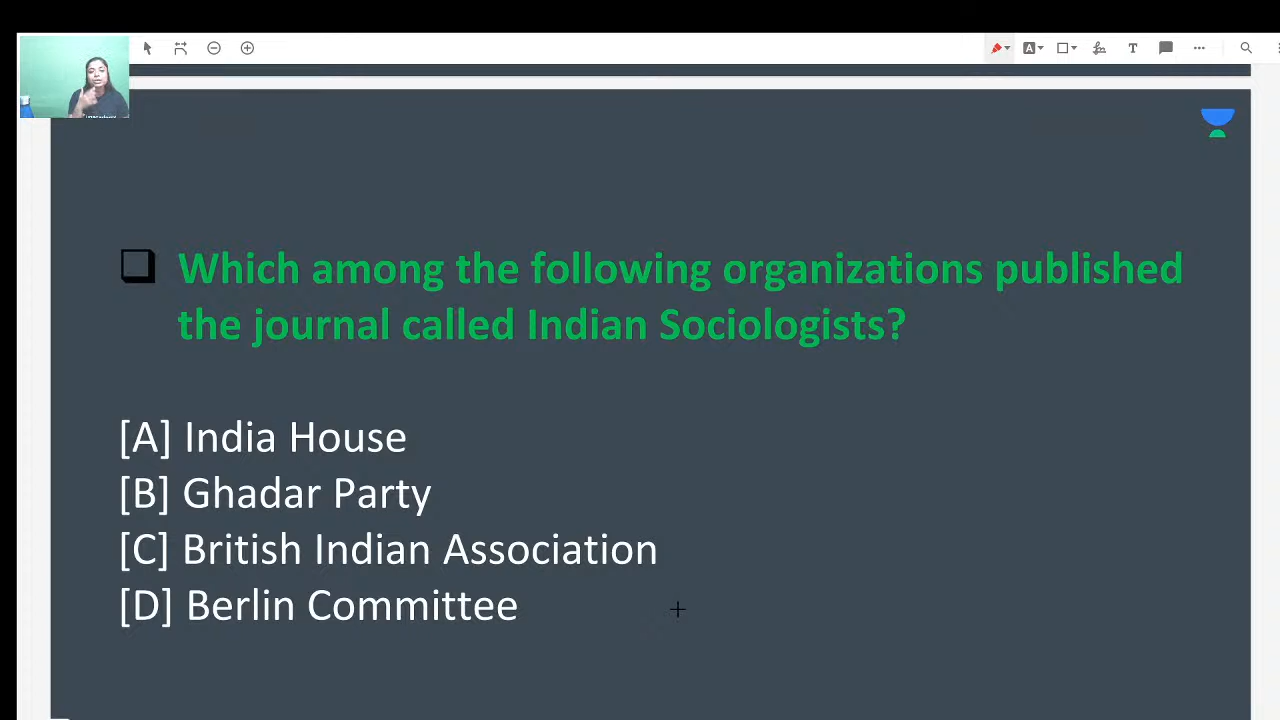 Which among the following organizations published
the journal called Indian Sociologists?
[A] India House
[B] Ghadar Party
[C] British Indian Association
[D] Berlin Committee